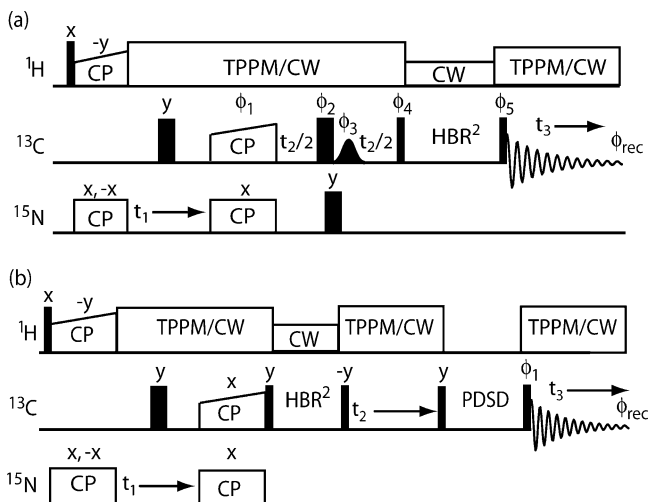 (a)
x
-y
¹H
CP
TPPM/CW
CW
TPPM/CW
y
ϕ₁
ϕ₂
ϕ₃
ϕ₄
ϕ₅
¹³C
CP
t₂/2
t₂/2
HBR²
t₃
ϕrec
x, -x
x
y
¹⁵N
CP
t₁
CP
(b)
x
-y
¹H
CP
TPPM/CW
CW
TPPM/CW
TPPM/CW
y
x
y
-y
y
ϕ₁
¹³C
CP
HBR²
t₂
PDSD
t₃
ϕrec
x, -x
x
¹⁵N
CP
t₁
CP